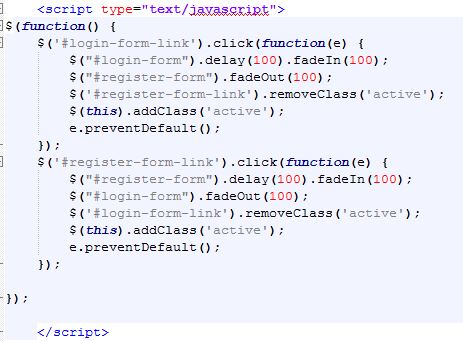 <script type="text/javascript">
$(function() {
$('#login-form-link').click(function(e) {
$("#login-form").delay(100).fadeIn(100);
$("#register-form").fadeOut(100);
$('#register-form-link').removeClass('active');
$(this).addClass('active');
e.preventDefault();
});
$('#register-form-link').click(function(e) {
$("#register-form").delay(100).fadeIn(100);
$("#login-form").fadeOut(100);
$('#login-form-link').removeClass('active');
$(this).addClass('active');
e.preventDefault();
});
});
</script>